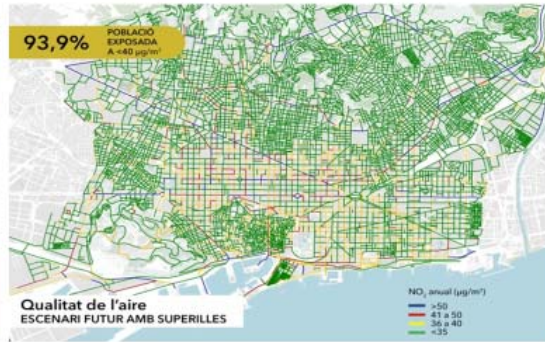 93,9%
POBLACIÓ
EXPOSADA
A <40 µg/m³
Qualitat de l'aire
ESCENARI FUTUR AMB SUPERILLES
NO₂ anual (µg/m³)
>50
41 a 50
36 a 40
<35